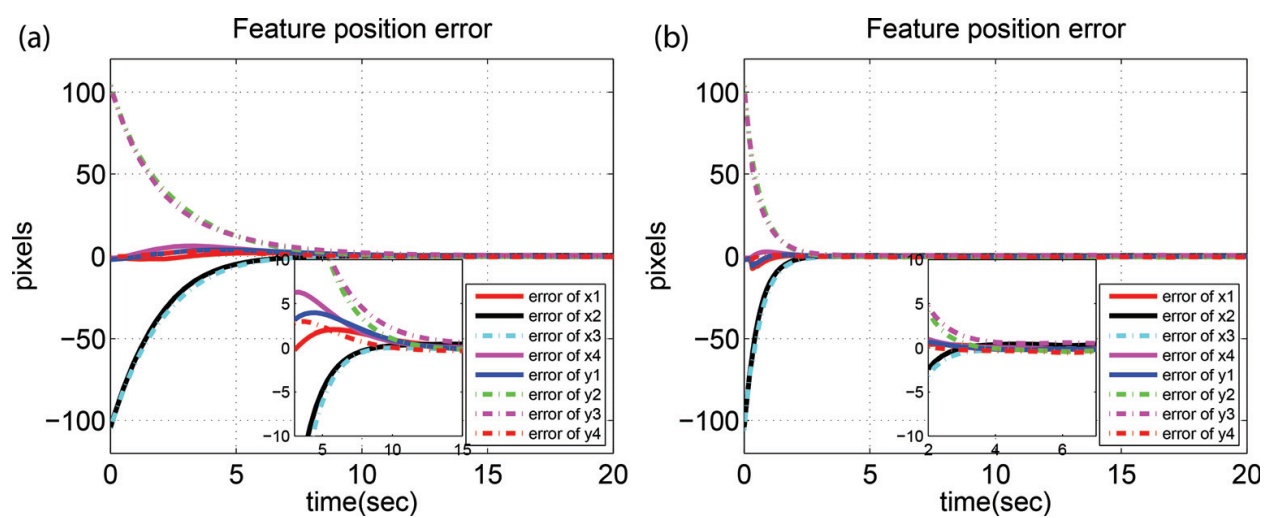 (a)
Feature position error
pixels
100
50
0
−50
−100
0 5 10 15 20
time(sec)
10
5
0
−5
−10
5 10 15
error of x1
error of x2
error of x3
error of x4
error of y1
error of y2
error of y3
error of y4
(b)
Feature position error
pixels
100
50
0
−50
−100
0 5 10 15 20
time(sec)
10
5
0
−5
−10
2 4 6
error of x1
error of x2
error of x3
error of x4
error of y1
error of y2
error of y3
error of y4